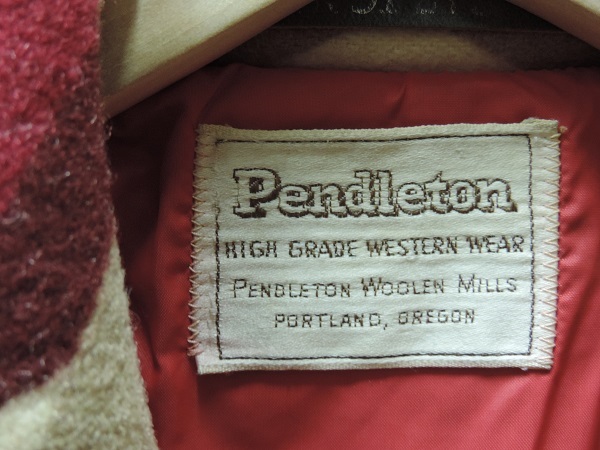 Pendleton
HIGH GRADE WESTERN WEAR
PENDLETON WOOLEN MILLS
PORTLAND, OREGON